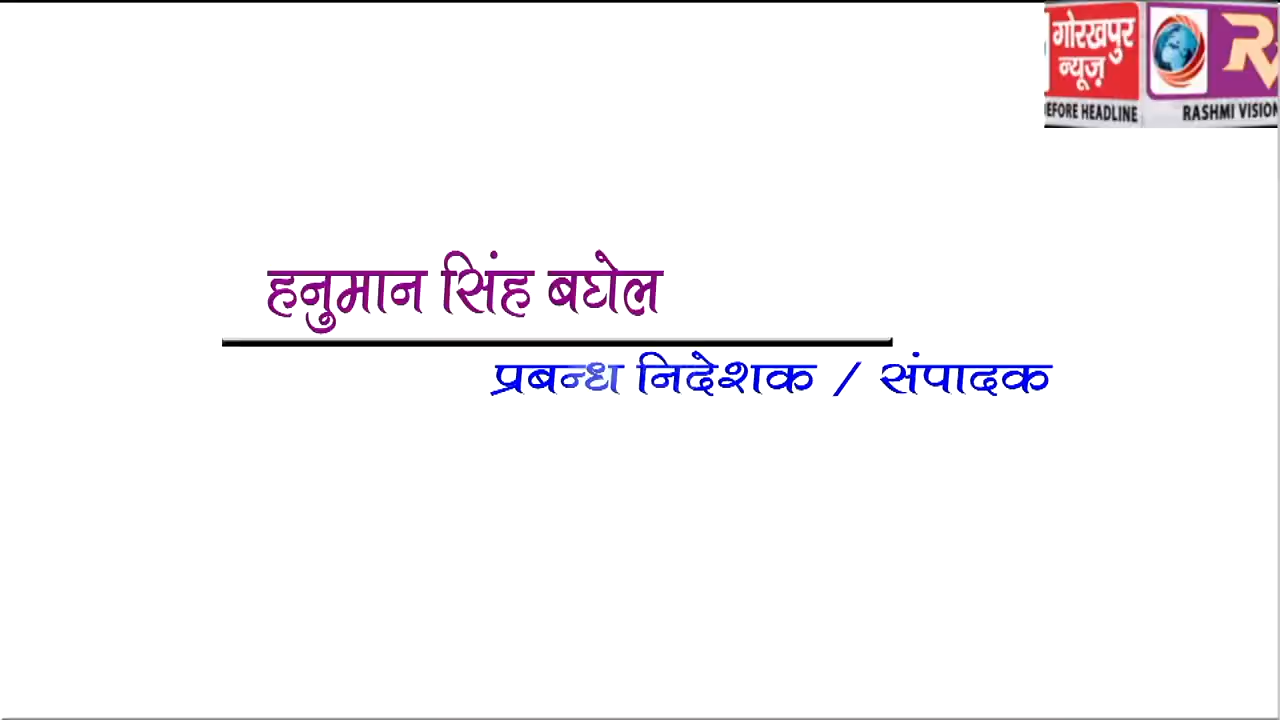 गोरखपुर
न्यूज़
EFORE HEADLINE
RASHMI VISION
हनुमान सिंह बघेल
प्रबन्ध निदेशक / संपादक